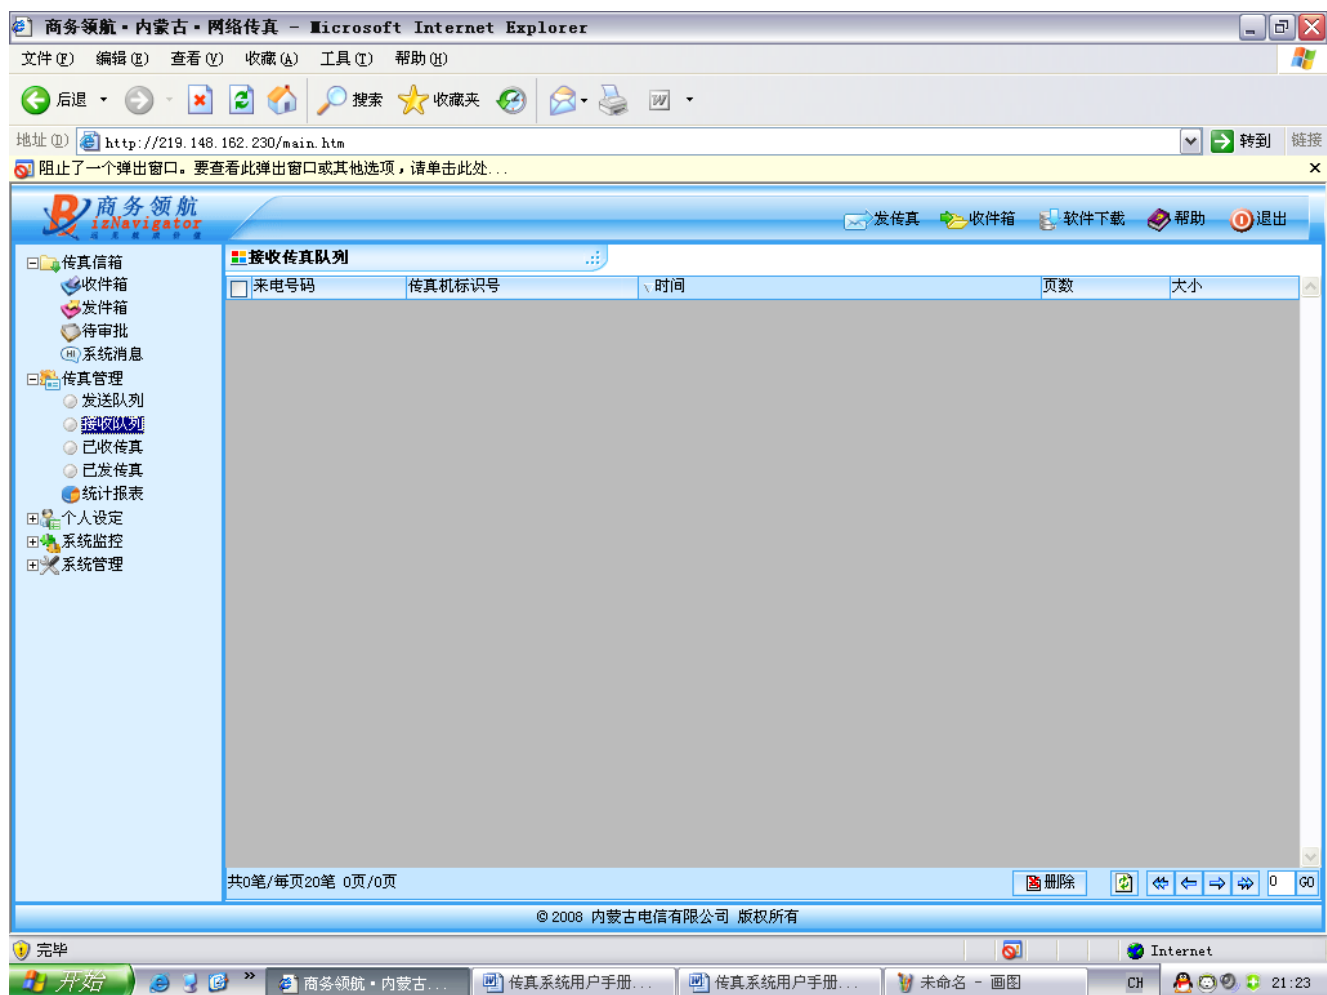 商务领航·内蒙古·网络传真 - Microsoft Internet Explorer
文件(F) 编辑(E) 查看(V) 收藏(A) 工具(T) 帮助(H)
后退 搜索 收藏夹
地址(D) http://219.148.162.230/main.htm 转到 链接
阻止了一个弹出窗口。要查看此弹出窗口或其他选项，请单击此处...
商务领航
izNavigator
发传真 收件箱 软件下载 帮助 退出
传真信箱
收件箱
发件箱
待审批
系统消息
传真管理
发送队列
接收队列
已收传真
已发传真
统计报表
个人设定
系统监控
系统管理
接收传真队列
来电号码 传真机标识号 时间 页数 大小
共0笔/每页20笔 0页/0页 删除 0 GO
©2008 内蒙古电信有限公司 版权所有
完毕 Internet
开始 商务领航·内蒙古... 传真系统用户手册... 传真系统用户手册... 未命名 - 画图 CH 21:23